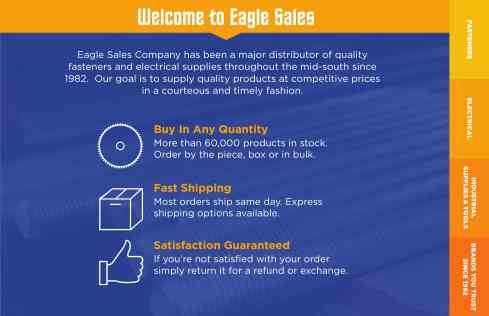 Welcome to Eagle Sales
Eagle Sales Company has been a major distributor of quality
fasteners and electrical supplies throughout the mid-south since
1982. Our goal is to supply quality products at competitive prices
in a courteous and timely fashion.
Buy In Any Quantity
More than 60,000 products in stock.
Order by the piece, box or in bulk.
Fast Shipping
Most orders ship same day. Express
shipping options available.
Satisfaction Guaranteed
If you're not satisfied with your order
simply return it for a refund or exchange.
FASTENERS
ELECTRICAL
INDUSTRIAL
SUPPLIES & TOOLS
BRANDS YOU TRUST
SINCE 1982